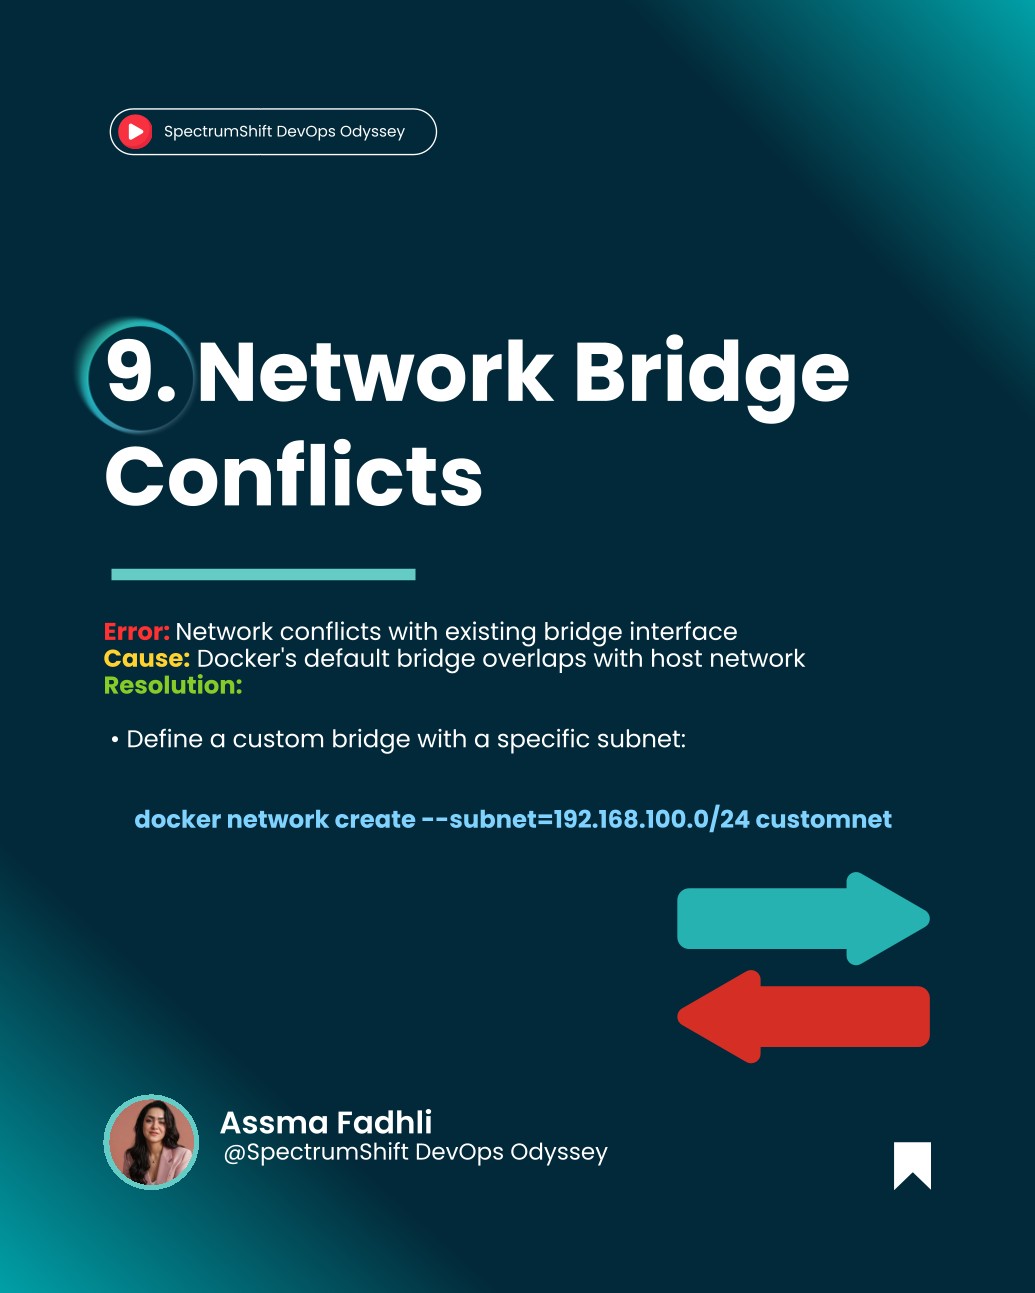 SpectrumShift DevOps Odyssey
9. Network Bridge
Conflicts
Error: Network conflicts with existing bridge interface
Cause: Docker's default bridge overlaps with host network
Resolution:
• Define a custom bridge with a specific subnet:
docker network create --subnet=192.168.100.0/24 customnet
Assma Fadhli
@SpectrumShift DevOps Odyssey